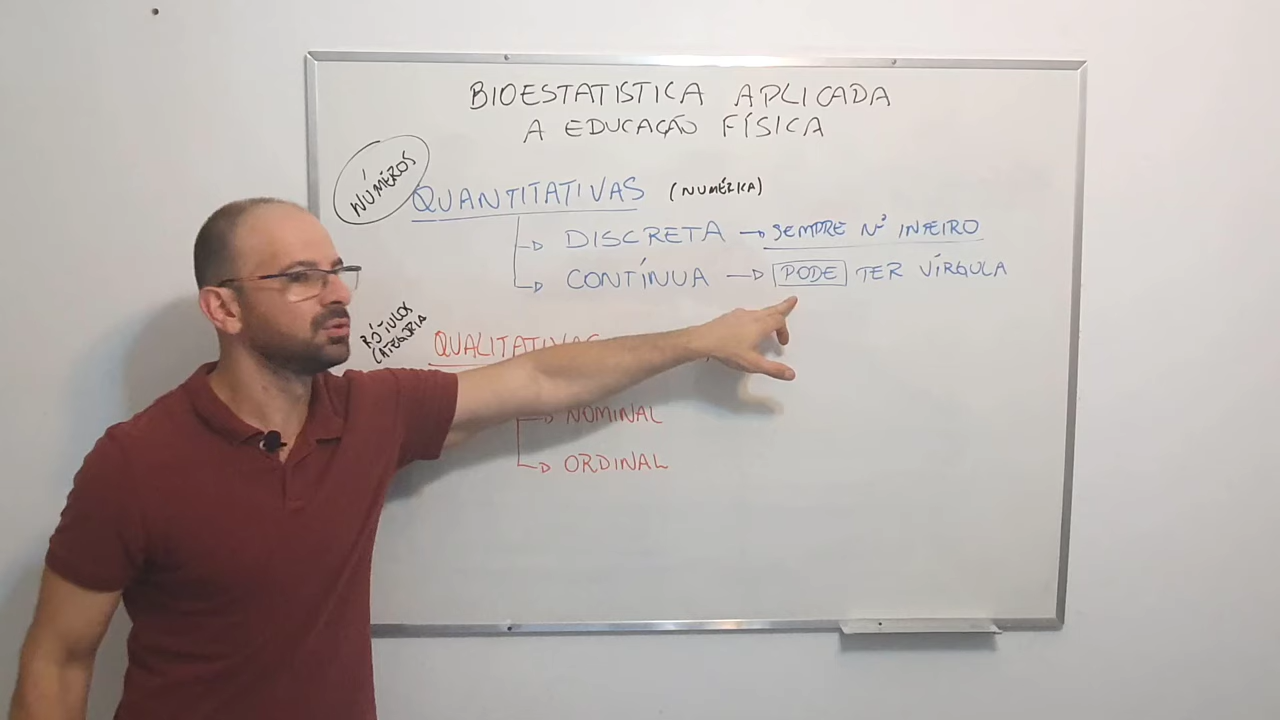 BIOESTATISTICA APLICADA
A EDUCAÇÃO FÍSICA
NÚMEROS
QUANTITATIVAS (NUMÉRICA)
DISCRETA → SEMPRE Nº INTEIRO
CONTÍNUA → PODE TER VÍRGULA
RÓTULOS
CATEGORIA
QUALITATIVAS
NOMINAL
ORDINAL